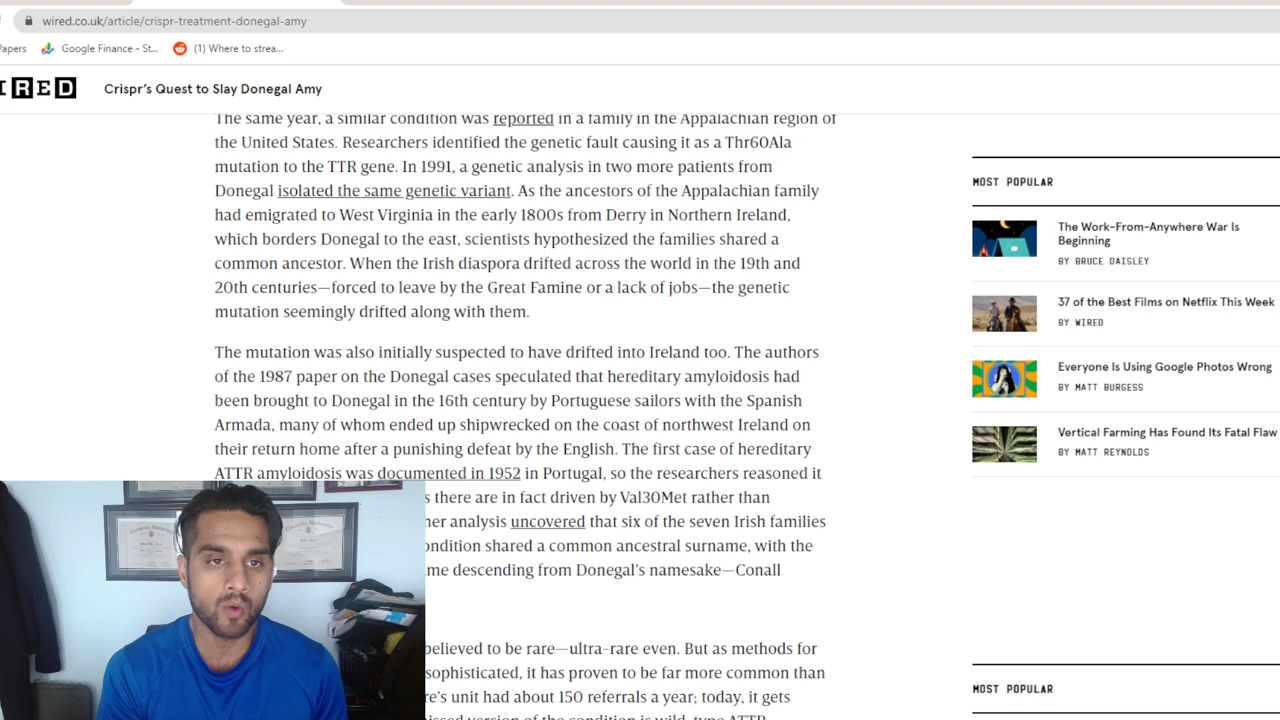 wired.co.uk/article/crispr-treatment-donegal-amy
Papers
Google Finance - St...
(1) Where to strea...
IRED
Crispr's Quest to Slay Donegal Amy
The same year, a similar condition was reported in a family in the Appalachian region of
the United States. Researchers identified the genetic fault causing it as a Thr60Ala
mutation to the TTR gene. In 1991, a genetic analysis in two more patients from
Donegal isolated the same genetic variant. As the ancestors of the Appalachian family
had emigrated to West Virginia in the early 1800s from Derry in Northern Ireland,
which borders Donegal to the east, scientists hypothesized the families shared a
common ancestor. When the Irish diaspora drifted across the world in the 19th and
20th centuries—forced to leave by the Great Famine or a lack of jobs—the genetic
mutation seemingly drifted along with them.
The mutation was also initially suspected to have drifted into Ireland too. The authors
of the 1987 paper on the Donegal cases speculated that hereditary amyloidosis had
been brought to Donegal in the 16th century by Portuguese sailors with the Spanish
Armada, many of whom ended up shipwrecked on the coast of northwest Ireland on
their return home after a punishing defeat by the English. The first case of hereditary
ATTR amyloidosis was documented in 1952 in Portugal, so the researchers reasoned it
s there are in fact driven by Val30Met rather than
her analysis uncovered that six of the seven Irish families
ondition shared a common ancestral surname, with the
me descending from Donegal's namesake—Conall
believed to be rare—ultra-rare even. But as methods for
sophisticated, it has proven to be far more common than
re's unit had about 150 referrals a year; today, it gets
issed version of the condition is wild-type ATTR
MOST POPULAR
The Work-From-Anywhere War Is
Beginning
BY BRUCE DAISLEY
37 of the Best Films on Netflix This Week
BY WIRED
Everyone Is Using Google Photos Wrong
BY MATT BURGESS
Vertical Farming Has Found Its Fatal Flaw
BY MATT REYNOLDS
MOST POPULAR